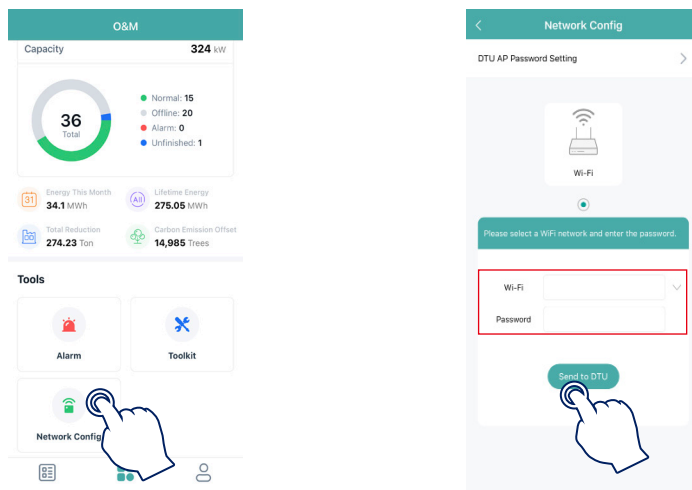 O&M
Capacity 324 kW
36
Total
Normal: 15
Offline: 20
Alarm: 0
Unfinished: 1
31
Energy This Month
34.1 MWh
All
Lifetime Energy
275.05 MWh
Total Reduction
274.23 Ton
Carbon Emission Offset
14,985 Trees
Tools
Alarm
Toolkit
Network Config
Network Config
DTU AP Password Setting
Wi-Fi
Please select a WiFi network and enter the password.
Wi-Fi
Password
Send to DTU